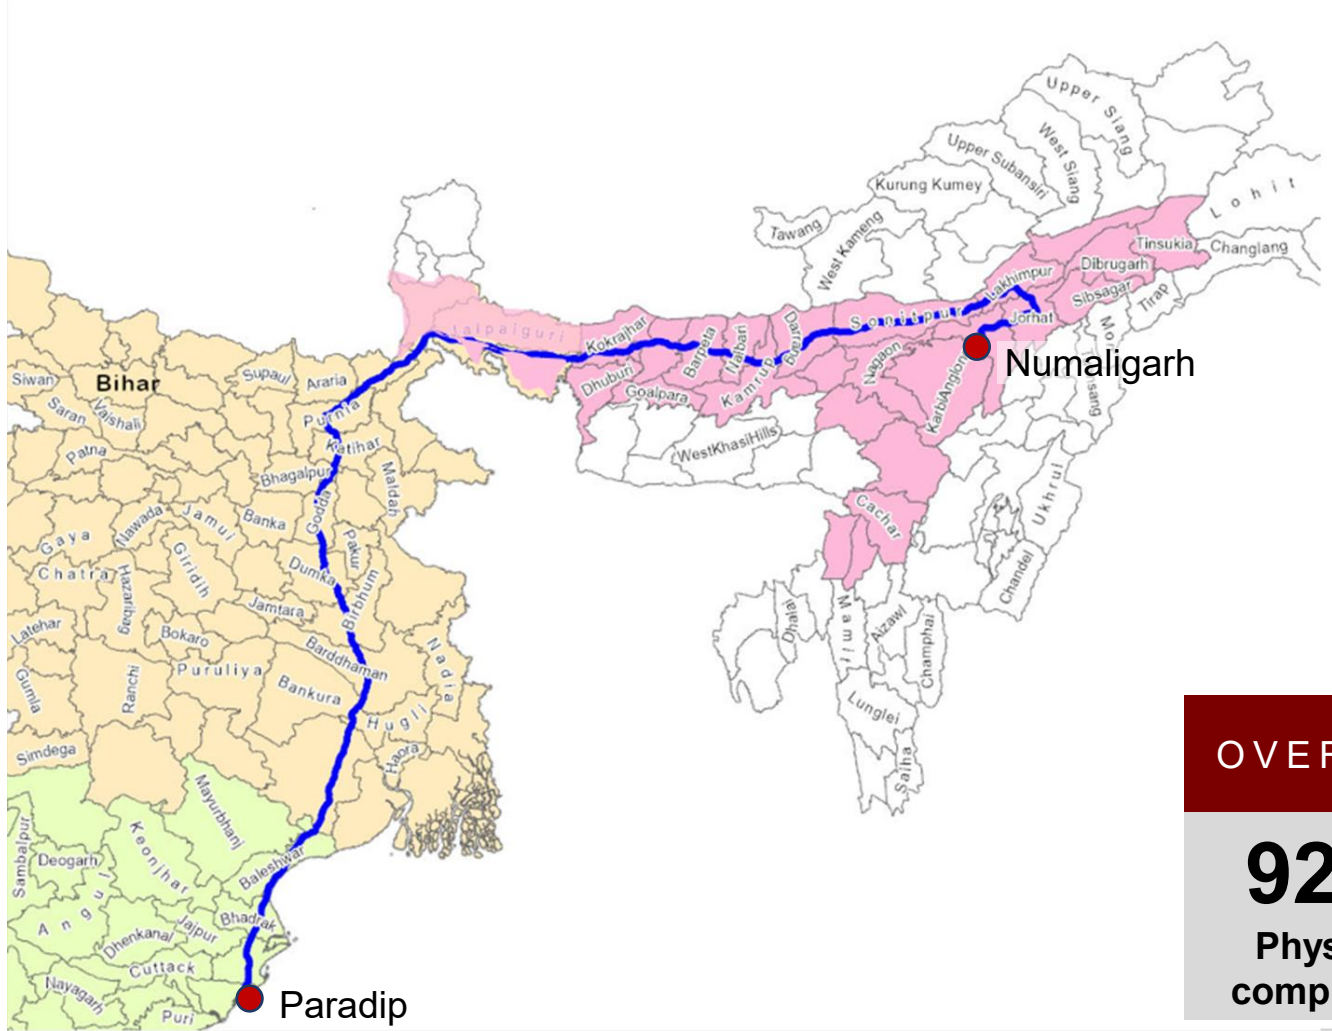 Upper Siang
West Siang
Upper Subansiri
Kurung Kumey
Lohit
Tawang
West Kameng
Tinsukia
Changlang
Dibrugarh
Lakhimpur
Sibsagar
Tirap
Jalpaiguri
Kokrajhar
Barpeta
Nalbari
Darrang
Sonitpur
Jorhat
Numaligarh
Siwan
Bihar
Supaul
Araria
Dhuburi
Goalpara
Kamrup
Nagaon
KarbiAnglon
Saran
Vaishali
Purnia
Patna
Katihar
WestKhasiHills
Bhagalpur
Maldah
Ukhrul
Nawada
Jamui
Banka
Godda
Cachar
Gaya
Giridih
Pakur
Chatra
Hazaribag
Dumka
Birbhum
Chandel
Jamtara
Dhalai
Mamit
Aizawl
Champhai
Latehar
Bokaro
Barddhaman
Nadia
Gumla
Ranchi
Puruliya
Bankura
Hugli
Lunglei
Simdega
Haora
Saiha
OVER
Mayurbhanj
Sambalpur
Deogarh
Keonjhar
Baleshwar
92
Angul
Jajpur
Bhadrak
Dhenkanal
Phys
comp
Cuttack
Nayagarh
Paradip
Puri